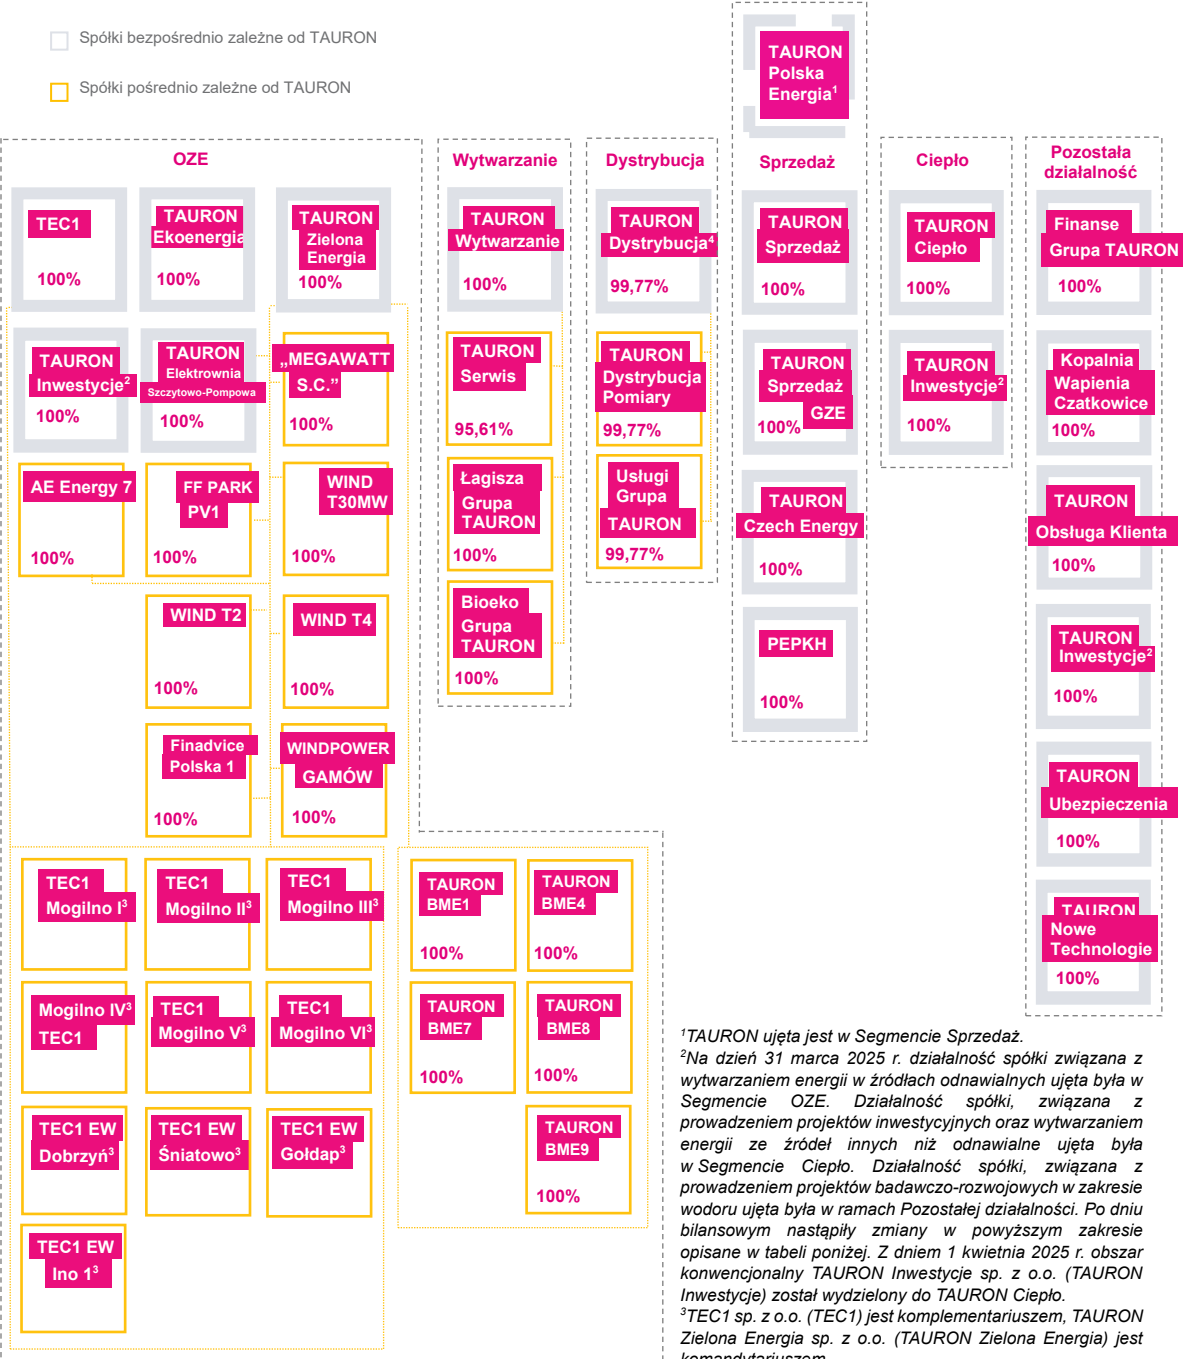 Spółki bezpośrednio zależne od TAURON
Spółki pośrednio zależne od TAURON
TAURON
Polska
Energia¹
OZE
Wytwarzanie
Dystrybucja
Sprzedaż
Ciepło
Pozostała
działalność
TEC1
100%
TAURON
Ekoenergia
100%
TAURON
Zielona
Energia
100%
TAURON
Wytwarzanie
100%
TAURON
Dystrybucja⁴
99,77%
TAURON
Sprzedaż
100%
TAURON
Ciepło
100%
Finanse
Grupa TAURON
100%
TAURON
Inwestycje²
100%
TAURON
Elektrownia
Szczytowo-Pompowa
100%
„MEGAWATT
S.C.”
100%
TAURON
Serwis
95,61%
TAURON
Dystrybucja
Pomiary
99,77%
TAURON
Sprzedaż
GZE
100%
TAURON
Inwestycje²
100%
Kopalnia
Wapienia
Czatkowice
100%
AE Energy 7
100%
FF PARK
PV1
100%
WIND
T30MW
100%
Łagisza
Grupa
TAURON
100%
Usługi
Grupa
TAURON
99,77%
TAURON
Czech Energy
100%
TAURON
Obsługa Klienta
100%
WIND T2
100%
WIND T4
100%
Bioeko
Grupa
TAURON
100%
PEPKH
100%
TAURON
Inwestycje²
100%
Finadvice
Polska 1
100%
WINDPOWER
GAMÓW
100%
TAURON
Ubezpieczenia
100%
TEC1
Mogilno I³
TEC1
Mogilno II³
TEC1
Mogilno III³
TAURON
BME1
100%
TAURON
BME4
100%
TAURON
Nowe
Technologie
100%
Mogilno IV³
TEC1
TEC1
Mogilno V³
TEC1
Mogilno VI³
TAURON
BME7
100%
TAURON
BME8
100%
TEC1 EW
Dobrzyń³
TEC1 EW
Śniatowo³
TEC1 EW
Gołdap³
TAURON
BME9
100%
TEC1 EW
Ino 1³
¹TAURON ujęta jest w Segmencie Sprzedaż.
²Na dzień 31 marca 2025 r. działalność spółki związana z
wytwarzaniem energii w źródłach odnawialnych ujęta była w
Segmencie OZE. Działalność spółki, związana z
prowadzeniem projektów inwestycyjnych oraz wytwarzaniem
energii ze źródeł innych niż odnawialne ujęta była
w Segmencie Ciepło. Działalność spółki, związana z
prowadzeniem projektów badawczo-rozwojowych w zakresie
wodoru ujęta była w ramach Pozostałej działalności. Po dniu
bilansowym nastąpiły zmiany w powyższym zakresie
opisane w tabeli poniżej. Z dniem 1 kwietnia 2025 r. obszar
konwencjonalny TAURON Inwestycje sp. z o.o. (TAURON
Inwestycje) został wydzielony do TAURON Ciepło.
³TEC1 sp. z o.o. (TEC1) jest komplementariuszem, TAURON
Zielona Energia sp. z o.o. (TAURON Zielona Energia) jest
komandytariuszem